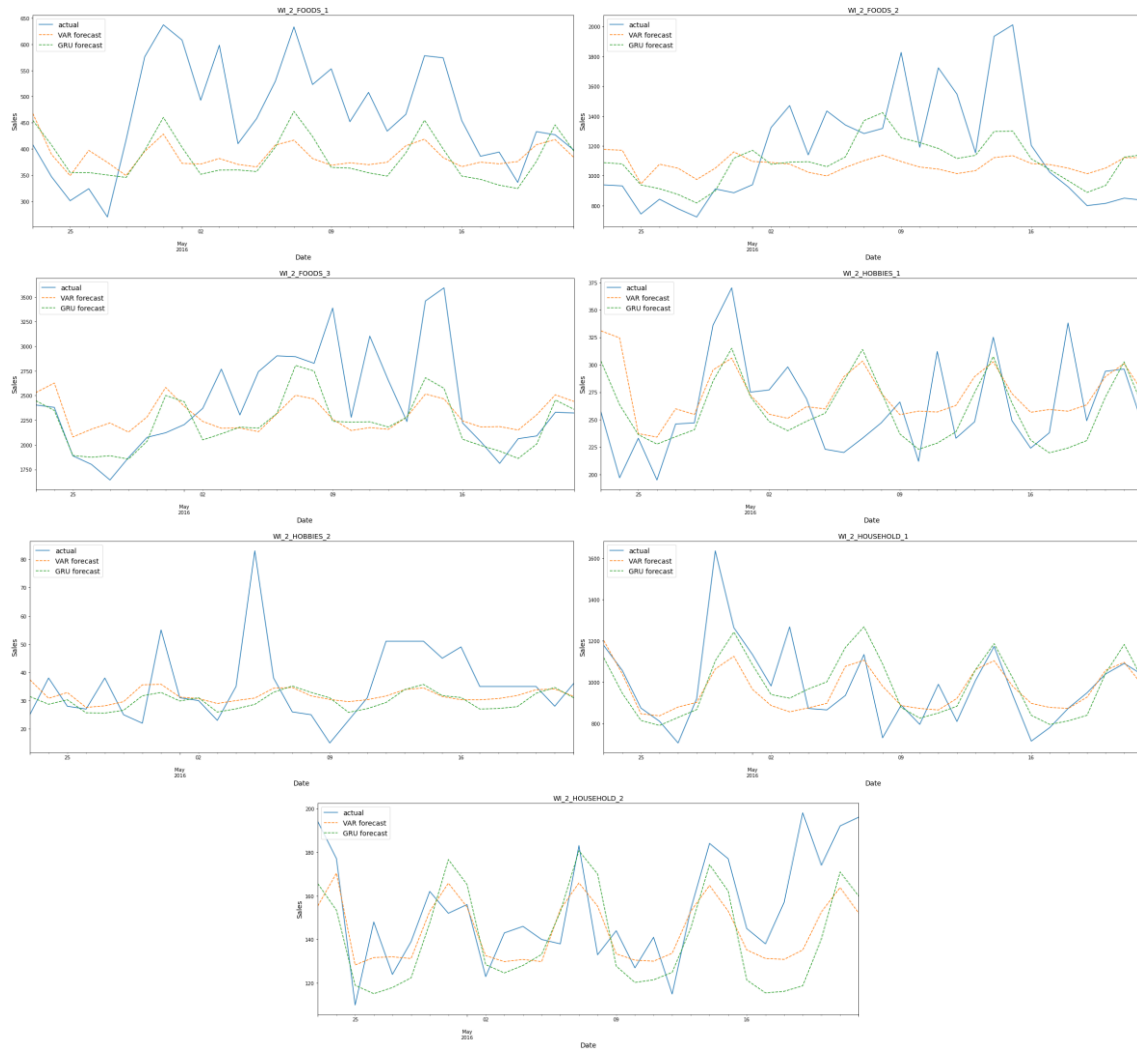 WI_2_FOODS_1
actual
VAR forecast
GRU forecast
650
600
550
500
450
400
350
300
Sales
25
02
09
16
May
2016
Date
WI_2_FOODS_2
actual
VAR forecast
GRU forecast
2000
1800
1600
1400
1200
1000
800
Sales
25
02
09
16
May
2016
Date
WI_2_FOODS_3
actual
VAR forecast
GRU forecast
3500
3250
3000
2750
2500
2250
2000
1750
Sales
25
02
09
16
May
2016
Date
WI_2_HOBBIES_1
actual
VAR forecast
GRU forecast
375
350
325
300
275
250
225
200
Sales
25
02
09
16
May
2016
Date
WI_2_HOBBIES_2
actual
VAR forecast
GRU forecast
80
70
60
50
40
30
20
Sales
25
02
09
16
May
2016
Date
WI_2_HOUSEHOLD_1
actual
VAR forecast
GRU forecast
1600
1400
1200
1000
800
Sales
25
02
09
16
May
2016
Date
WI_2_HOUSEHOLD_2
actual
VAR forecast
GRU forecast
200
180
160
140
120
Sales
25
02
09
16
May
2016
Date